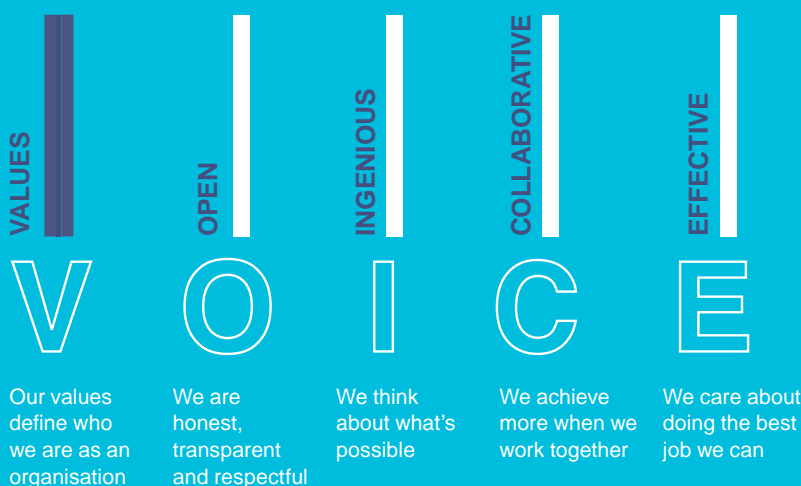 VALUES
OPEN
INGENIOUS
COLLABORATIVE
EFFECTIVE
V O I C E
Our values
define who
we are as an
organisation
We are
honest,
transparent
and respectful
We think
about what's
possible
We achieve
more when we
work together
We care about
doing the best
job we can